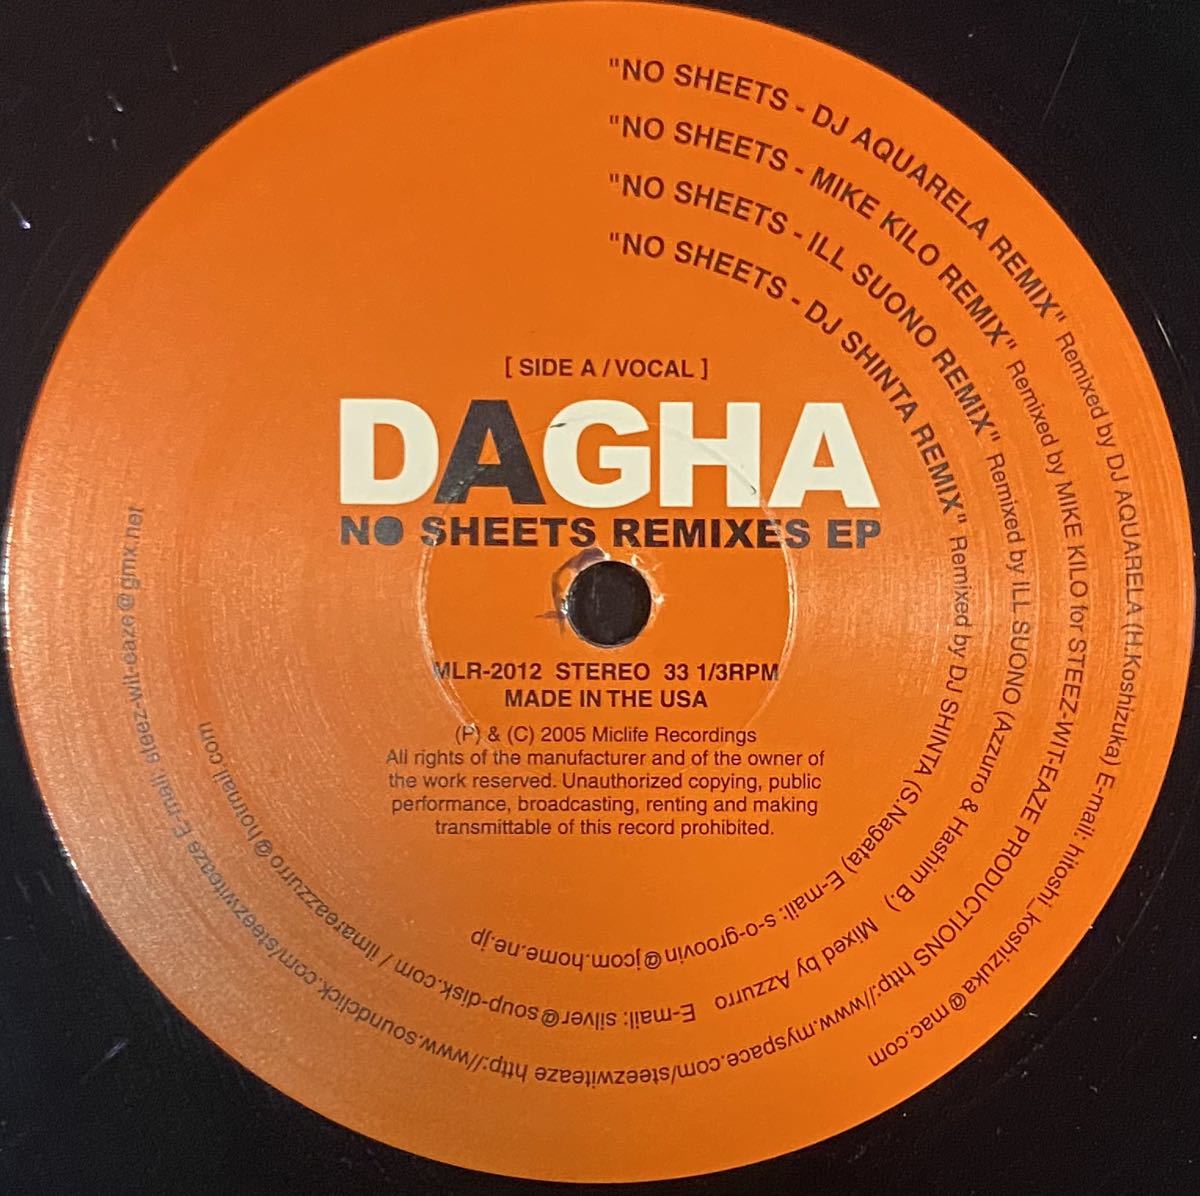 "NO SHEETS - DJ AQUARELA REMIX" Remixed by DJ AQUARELA (H.Koshizuka) E-mail: hitoshi_koshizuka@mac.com
"NO SHEETS - MIKE KILO REMIX" Remixed by MIKE KILO for STEEZ-WIT-EAZE PRODUCTIONS http://www.myspace.com/steezwiteaze http://www.soundclick.com/steezwiteaze E-mail: steez-wit-eaze@gmx.net
"NO SHEETS - ILL SUONO REMIX" Remixed by ILL SUONO (Azzurro & Hashim B.) Mixed by Azzurro E-mail: silver@soup-disk.com / ilmareazzurro@hotmail.com
"NO SHEETS - DJ SHINTA REMIX" Remixed by DJ SHINTA (S.Nagata) E-mail: s-o-groovin@jcom.home.ne.jp
[ SIDE A / VOCAL ]
DAGHA
NO SHEETS REMIXES EP
MLR-2012 STEREO 33 1/3RPM
MADE IN THE USA
(P) & (C) 2005 Miclife Recordings
All rights of the manufacturer and of the owner of
the work reserved. Unauthorized copying, public
performance, broadcasting, renting and making
transmittable of this record prohibited.